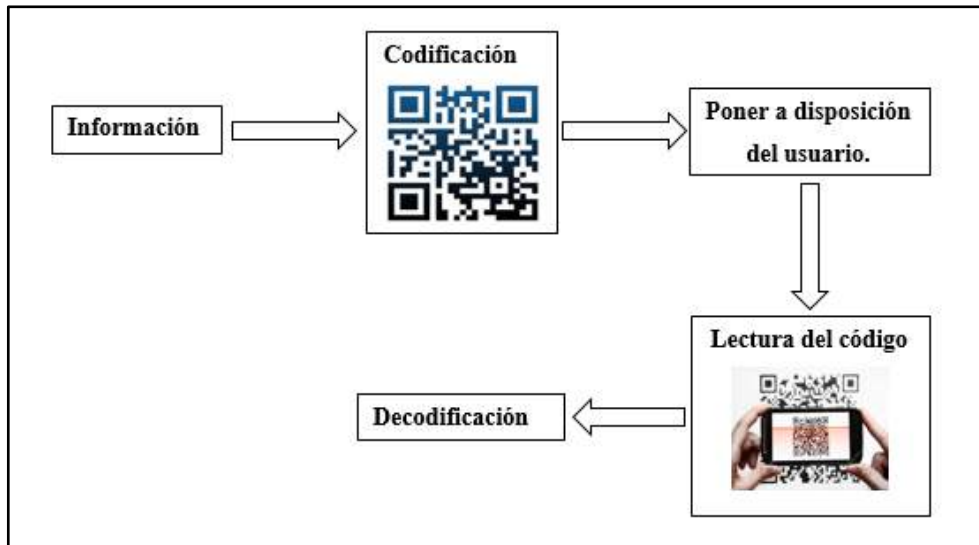 Información
Codificación
Poner a disposición
del usuario.
Lectura del código
Decodificación